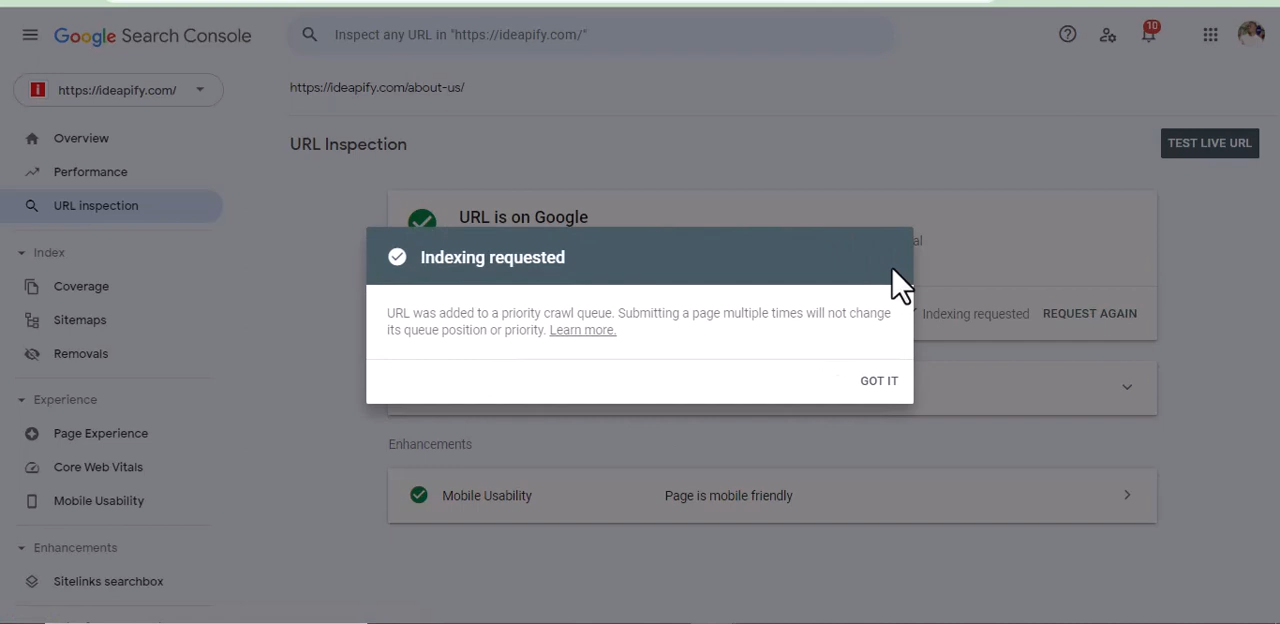 Google Search Console
Inspect any URL in "https://ideapify.com/"
10
i
https://ideapify.com/
https://ideapify.com/about-us/
Overview
Performance
URL inspection
Index
Coverage
Sitemaps
Removals
Experience
Page Experience
Core Web Vitals
Mobile Usability
Enhancements
Sitelinks searchbox
URL Inspection
TEST LIVE URL
URL is on Google
al
Indexing requested
URL was added to a priority crawl queue. Submitting a page multiple times will not change
its queue position or priority. Learn more.
GOT IT
Indexing requested
REQUEST AGAIN
Enhancements
Mobile Usability
Page is mobile friendly